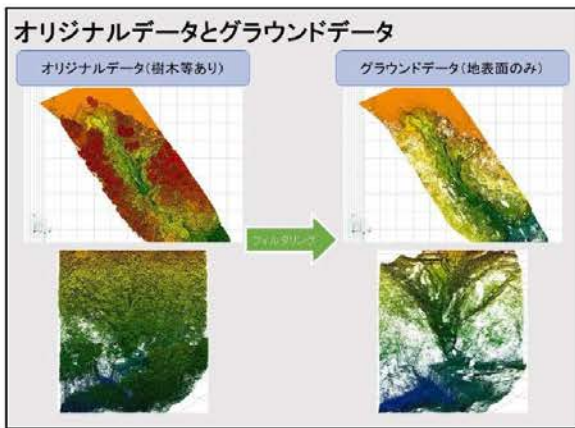 オリジナルデータとグラウンドデータ
オリジナルデータ(樹木等あり)
グラウンドデータ(地表面のみ)
フィルタリング